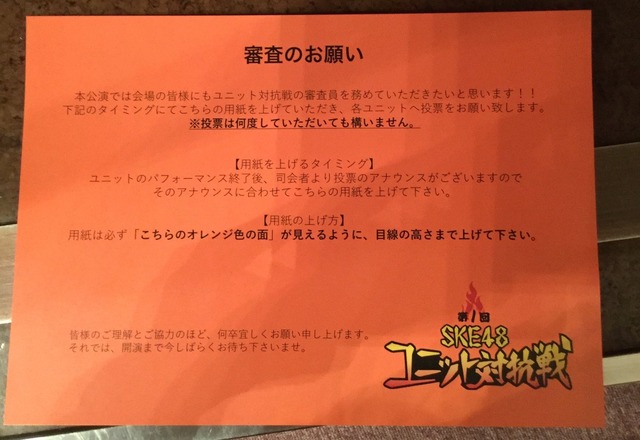 審査のお願い
本公演では会場の皆様にもユニット対抗戦の審査員を務めていただきたいと思います！！
下記のタイミングにてこちらの用紙を上げていただき、各ユニットへ投票をお願い致します。
※投票は何度していただいても構いません。
【用紙を上げるタイミング】
ユニットのパフォーマンス終了後、司会者より投票のアナウンスがございますので
そのアナウンスに合わせてこちらの用紙を上げて下さい。
【用紙の上げ方】
用紙は必ず「こちらのオレンジ色の面」が見えるように、目線の高さまで上げて下さい。
皆様のご理解とご協力のほど、何卒宜しくお願い申し上げます。
それでは、開演まで今しばらくお待ち下さいませ。
第1回
SKE48
ユニット対抗戦